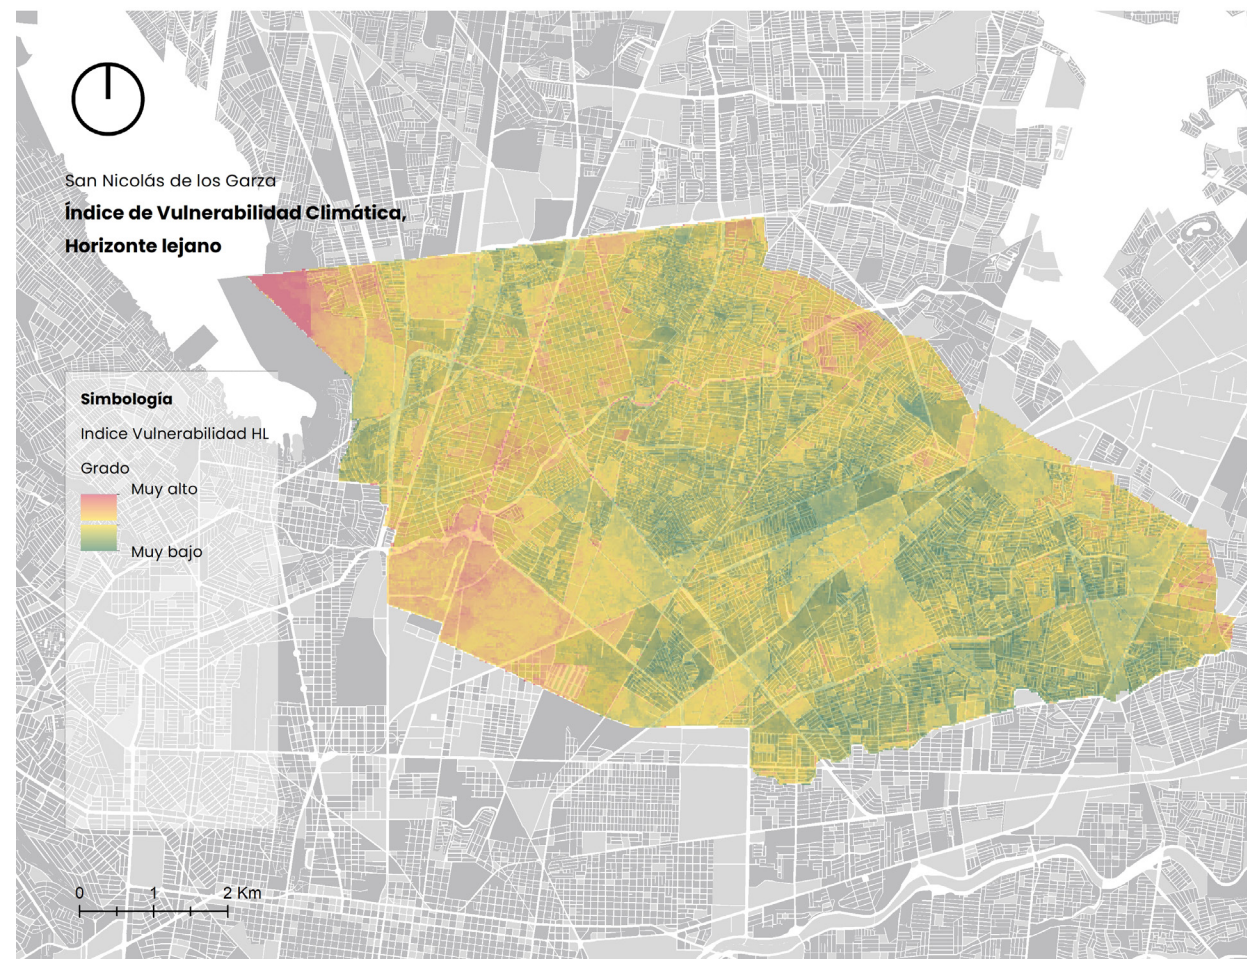 San Nicolás de los Garza
Índice de Vulnerabilidad Climática,
Horizonte lejano
Simbología
Indice Vulnerabilidad HL
Grado
Muy alto
Muy bajo
0 1 2 Km